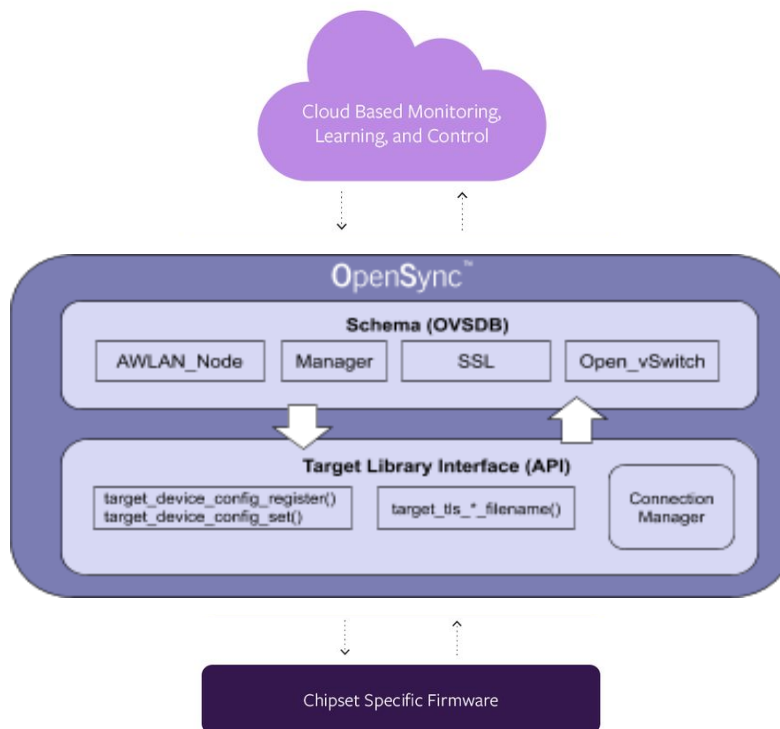 Cloud Based Monitoring,
Learning, and Control
OpenSync™
Schema (OVSDB)
AWLAN_Node
Manager
SSL
Open_vSwitch
Target Library Interface (API)
target_device_config_register()
target_device_config_set()
target_tls_*_filename()
Connection
Manager
Chipset Specific Firmware